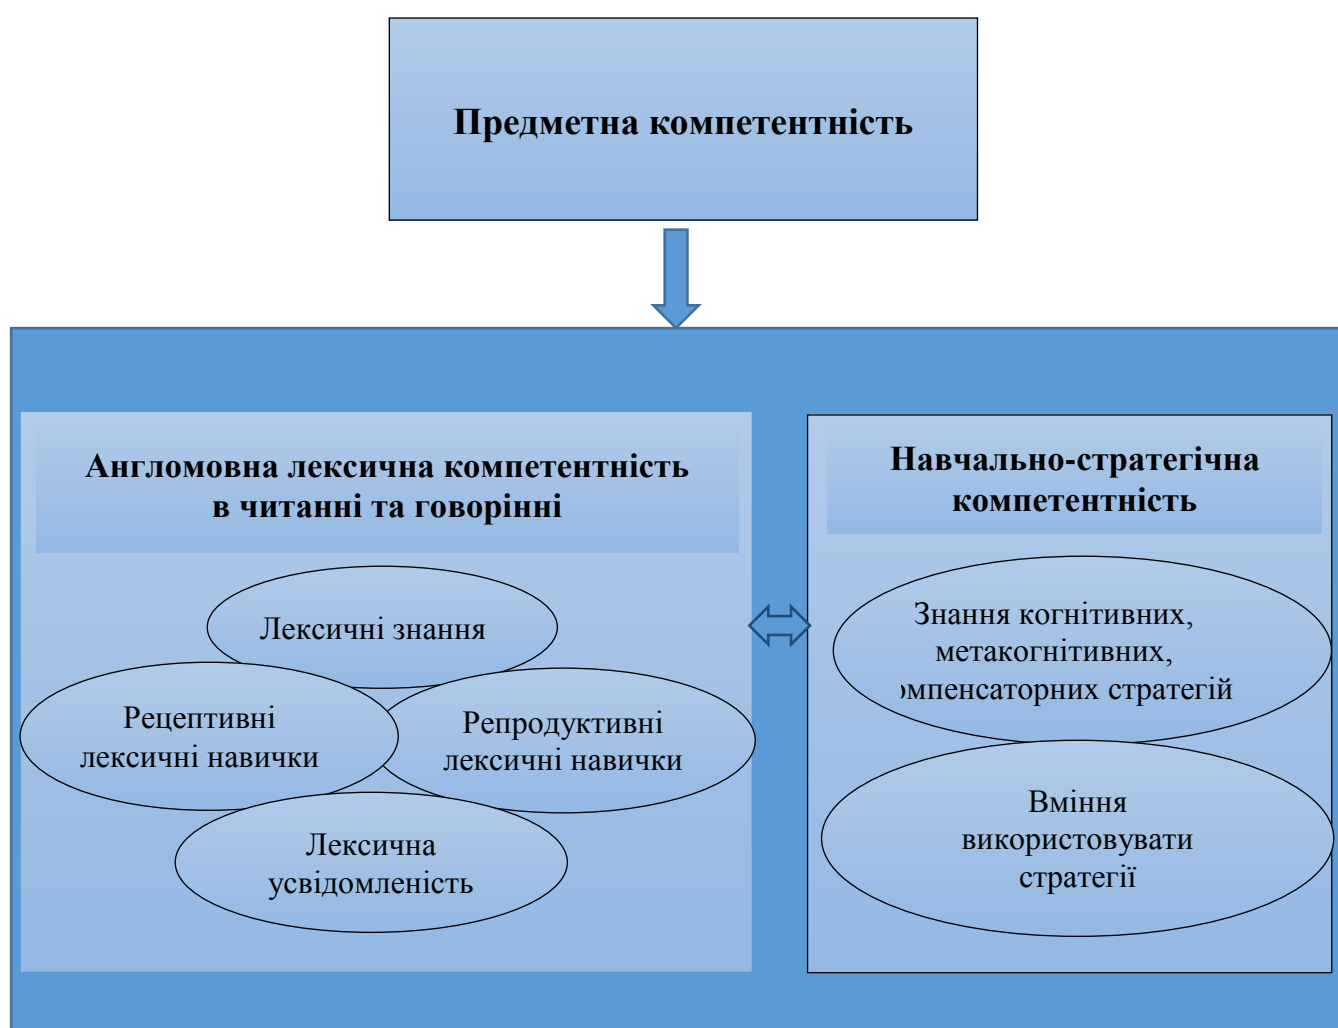 Предметна компетентність
Англомовна лексична компетентність
в читанні та говорінні
Лексичні знання
Рецептивні
лексичні навички
Репродуктивні
лексичні навички
Лексична
усвідомленість
Навчально-стратегічна
компетентність
Знання когнітивних,
метакогнітивних,
омпенсаторних стратегій
Вміння
використовувати
стратегії